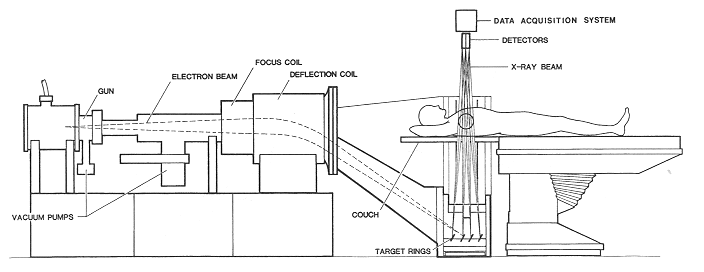 DATA ACQUISITION SYSTEM
DETECTORS
FOCUS COIL
X-RAY BEAM
ELECTRON BEAM
DEFLECTION COIL
GUN
VACUUM PUMPS
COUCH
TARGET RINGS